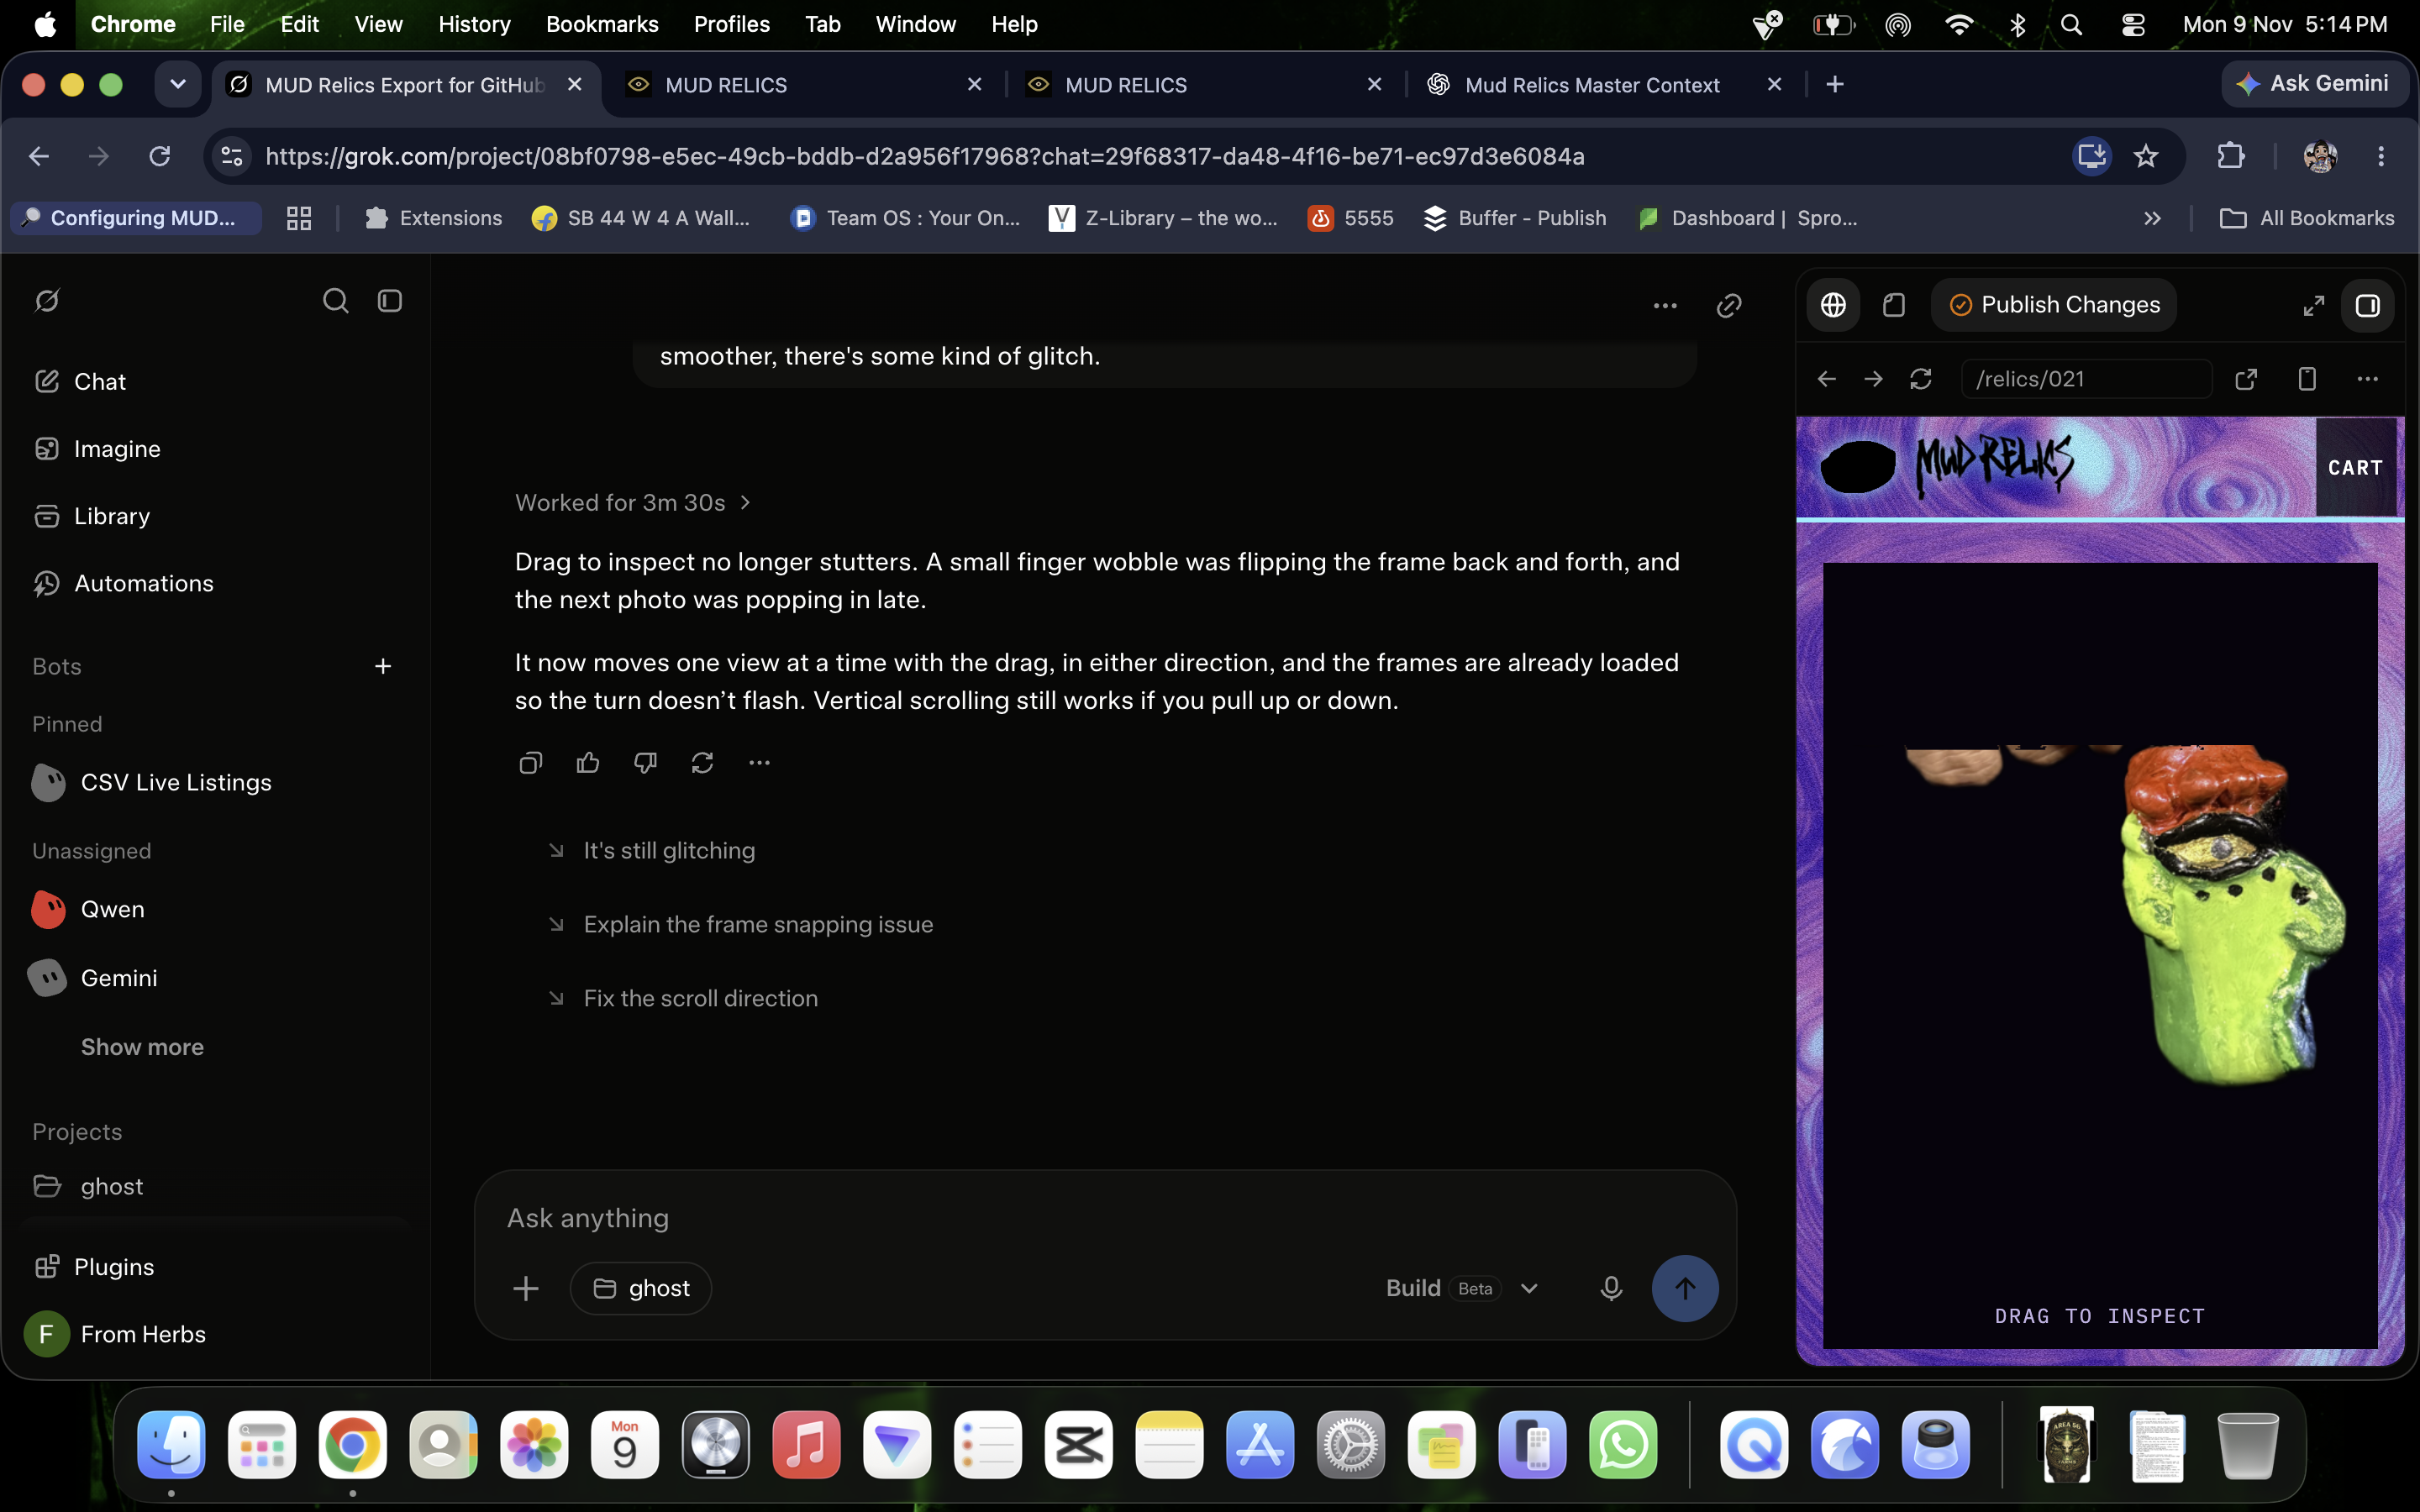 Chrome File Edit View History Bookmarks Profiles Tab Window Help Mon 9 Nov 5:14 PM
MUD Relics Export for GitHub MUD RELICS MUD RELICS Mud Relics Master Context Ask Gemini
https://grok.com/project/08bf0798-e5ec-49cb-bddb-d2a956f17968?chat=29f68317-da48-4f16-be71-ec97d3e6084a
Configuring MUD... Extensions SB 44 W 4 A Wall... Team OS : Your On... Z-Library – the wo... 5555 Buffer - Publish Dashboard | Spro... All Bookmarks
Chat
Imagine
Library
Automations
Bots
Pinned
CSV Live Listings
Unassigned
Qwen
Gemini
Show more
Projects
ghost
Plugins
F From Herbs
smoother, there's some kind of glitch.
Worked for 3m 30s
Drag to inspect no longer stutters. A small finger wobble was flipping the frame back and forth, and
the next photo was popping in late.
It now moves one view at a time with the drag, in either direction, and the frames are already loaded
so the turn doesn’t flash. Vertical scrolling still works if you pull up or down.
It's still glitching
Explain the frame snapping issue
Fix the scroll direction
Ask anything
ghost Build Beta
Publish Changes
/relics/021
MUD RELICS CART
DRAG TO INSPECT
Mon
9